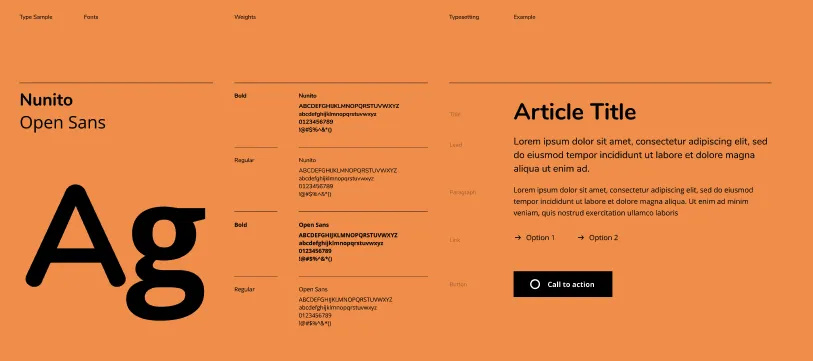 Type Sample
Fonts
Weights
Typesetting
Example
Nunito
Open Sans
Ag
Bold
Nunito
ABCDEFGHIJKLMNOPQRSTUVWXYZ
abcdefghijklmnopqrstuvwxyz
0123456789
!@#$%^&*()
Regular
Nunito
ABCDEFGHIJKLMNOPQRSTUVWXYZ
abcdefghijklmnopqrstuvwxyz
0123456789
!@#$%^&*()
Bold
Open Sans
ABCDEFGHIJKLMNOPQRSTUVWXYZ
abcdefghijklmnopqrstuvwxyz
0123456789
!@#$%^&*()
Regular
Open Sans
ABCDEFGHIJKLMNOPQRSTUVWXYZ
abcdefghijklmnopqrstuvwxyz
0123456789
!@#$%^&*()
Title
Article Title
Lead
Lorem ipsum dolor sit amet, consectetur adipiscing elit, sed
do eiusmod tempor incididunt ut labore et dolore magna
aliqua ut enim ad.
Paragraph
Lorem ipsum dolor sit amet, consectetur adipiscing elit, sed do eiusmod
tempor incididunt ut labore et dolore magna aliqua. Ut enim ad minim
veniam, quis nostrud exercitation ullamco laboris
Link
→ Option 1 → Option 2
Button
Call to action